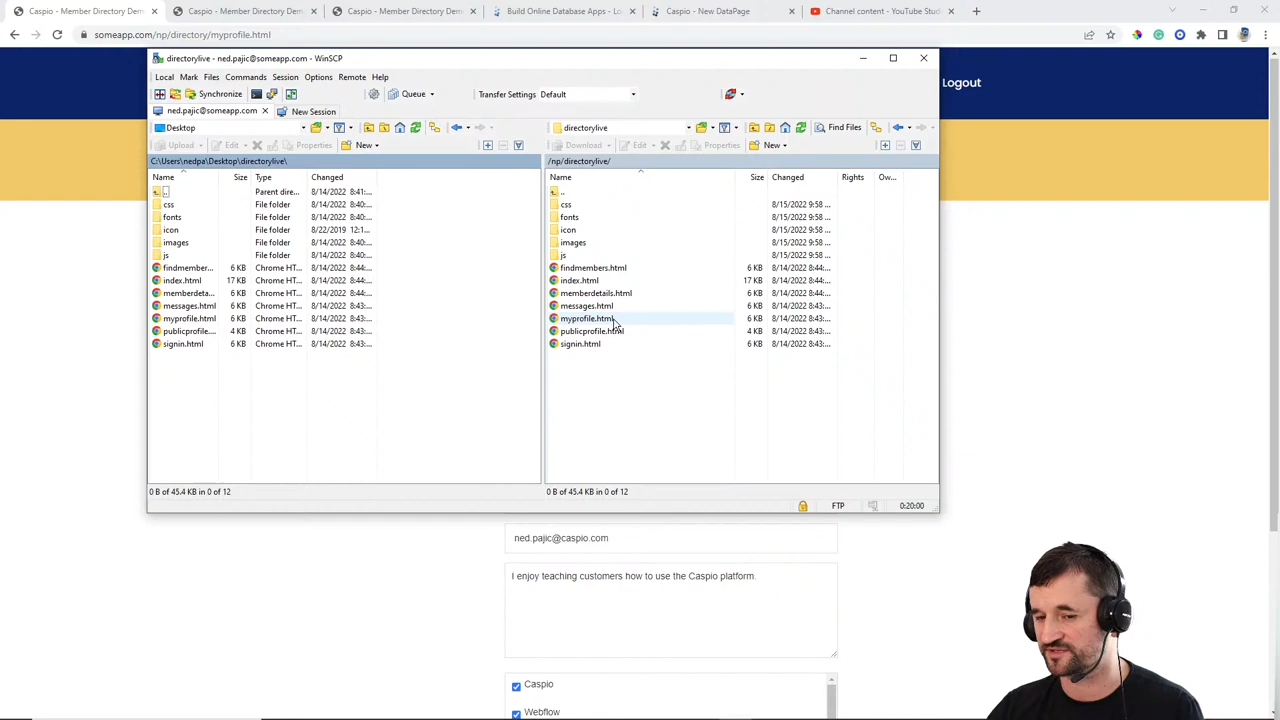 Caspio - Member Directory Dem
Caspio - Member Directory Dem
Caspio - Member Directory Dem
Build Online Database Apps - Lo
Caspio - New DataPage
Channel content - YouTube Stud
someapp.com/np/directory/myprofile.html
Logout
directorylive - ned.pajic@someapp.com - WinSCP
Local Mark Files Commands Session Options Remote Help
Synchronize Queue Transfer Settings Default
ned.pajic@someapp.com New Session
Desktop
directorylive Find Files
Upload Edit Properties New
Download Edit Properties New
C:\Users\nedpa\Desktop\directorylive\
/np/directorylive/
Name Size Type Changed
.. Parent dire... 8/14/2022 8:41:...
css File folder 8/14/2022 8:40:...
fonts File folder 8/14/2022 8:40:...
icon File folder 8/22/2019 12:1...
images File folder 8/14/2022 8:40:...
js File folder 8/14/2022 8:40:...
findmember... 6 KB Chrome HT... 8/14/2022 8:44:...
index.html 17 KB Chrome HT... 8/14/2022 8:44:...
memberdeta... 6 KB Chrome HT... 8/14/2022 8:44:...
messages.html 6 KB Chrome HT... 8/14/2022 8:43:...
myprofile.html 6 KB Chrome HT... 8/14/2022 8:43:...
publicprofile.... 4 KB Chrome HT... 8/14/2022 8:43:...
signin.html 6 KB Chrome HT... 8/14/2022 8:43:...
Name Size Changed Rights Ow...
..
css 8/15/2022 9:58 ...
fonts 8/15/2022 9:58 ...
icon 8/15/2022 9:58 ...
images 8/15/2022 9:58 ...
js 8/15/2022 9:58 ...
findmembers.html 6 KB 8/14/2022 8:44:...
index.html 17 KB 8/14/2022 8:44:...
memberdetails.html 6 KB 8/14/2022 8:44:...
messages.html 6 KB 8/14/2022 8:43:...
myprofile.html 6 KB 8/14/2022 8:43:...
publicprofile.html 4 KB 8/14/2022 8:43:...
signin.html 6 KB 8/14/2022 8:43:...
0 B of 45.4 KB in 0 of 12
0 B of 45.4 KB in 0 of 12
FTP 0:20:00
ned.pajic@caspio.com
I enjoy teaching customers how to use the Caspio platform.
Caspio
Webflow